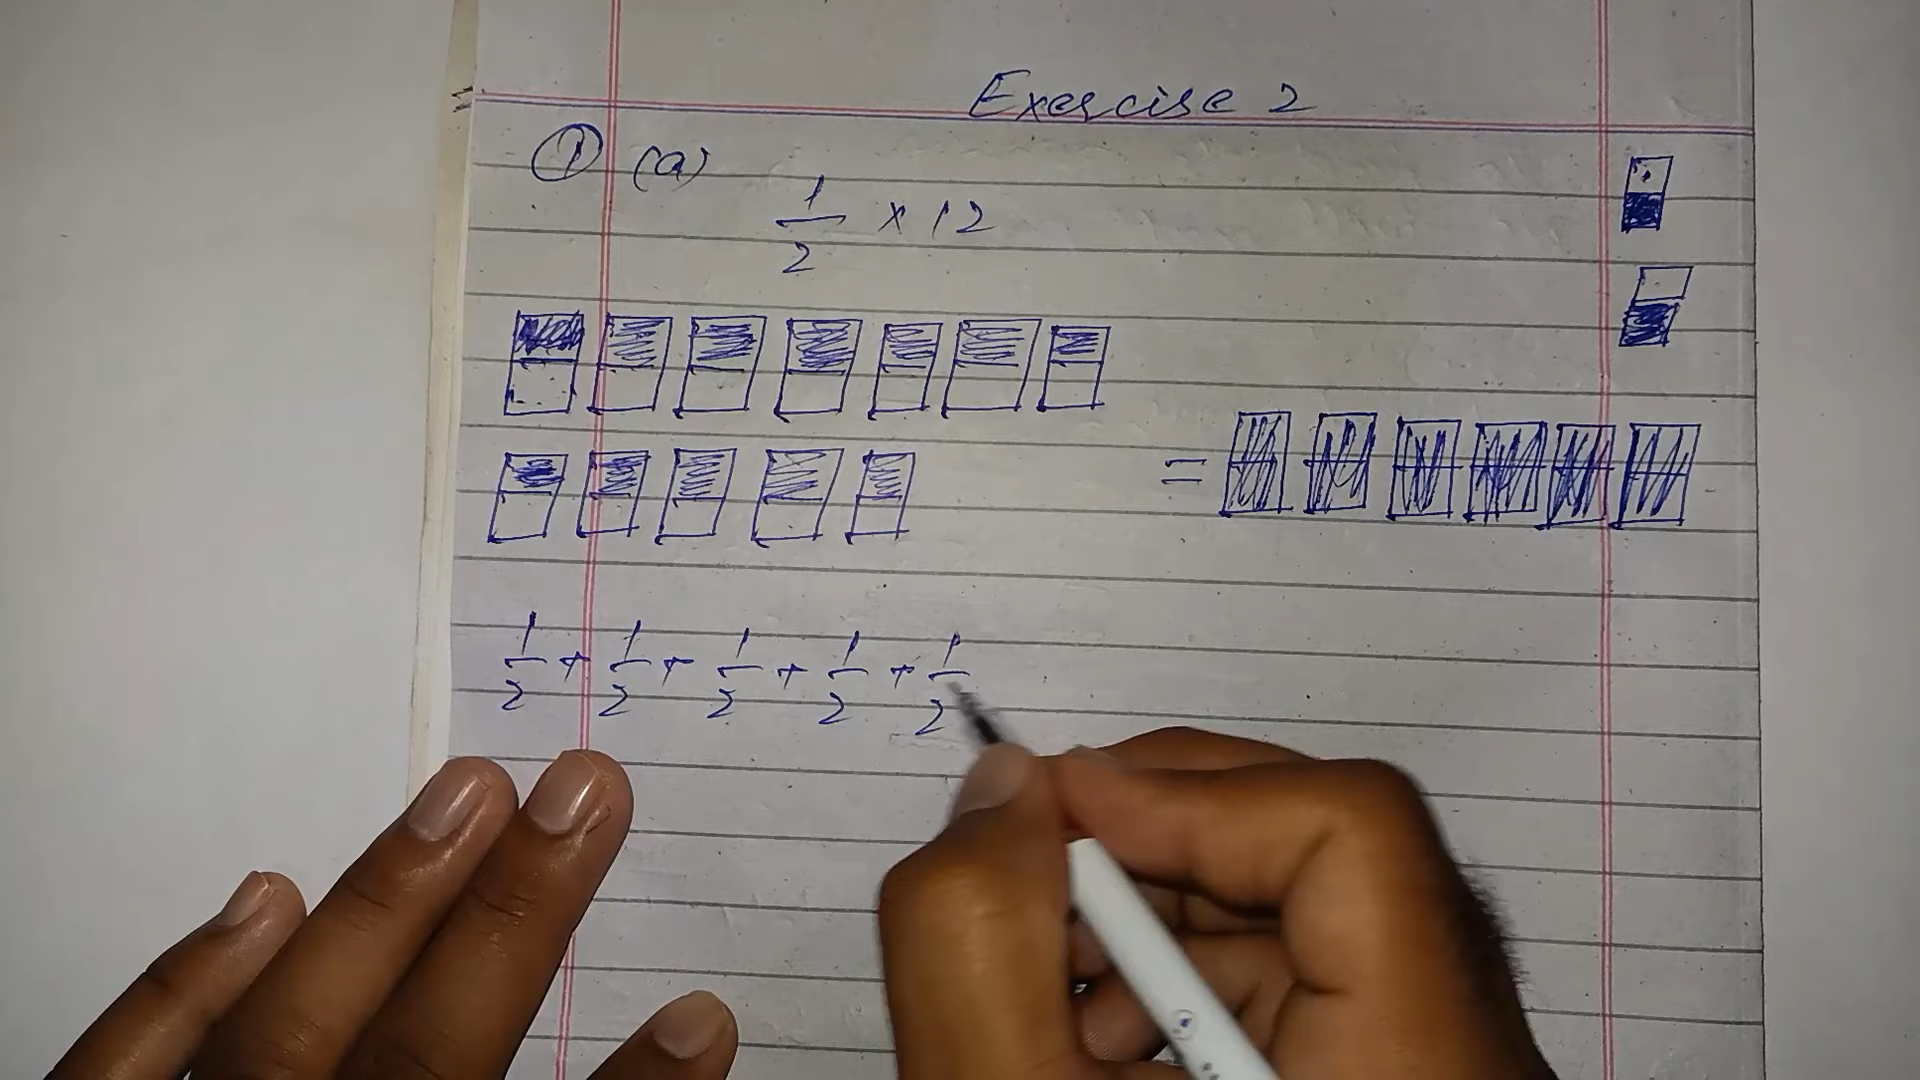 Exercise 2
① (a)
1/2 × 12
=
1/2 + 1/2 + 1/2 + 1/2 + 1/2